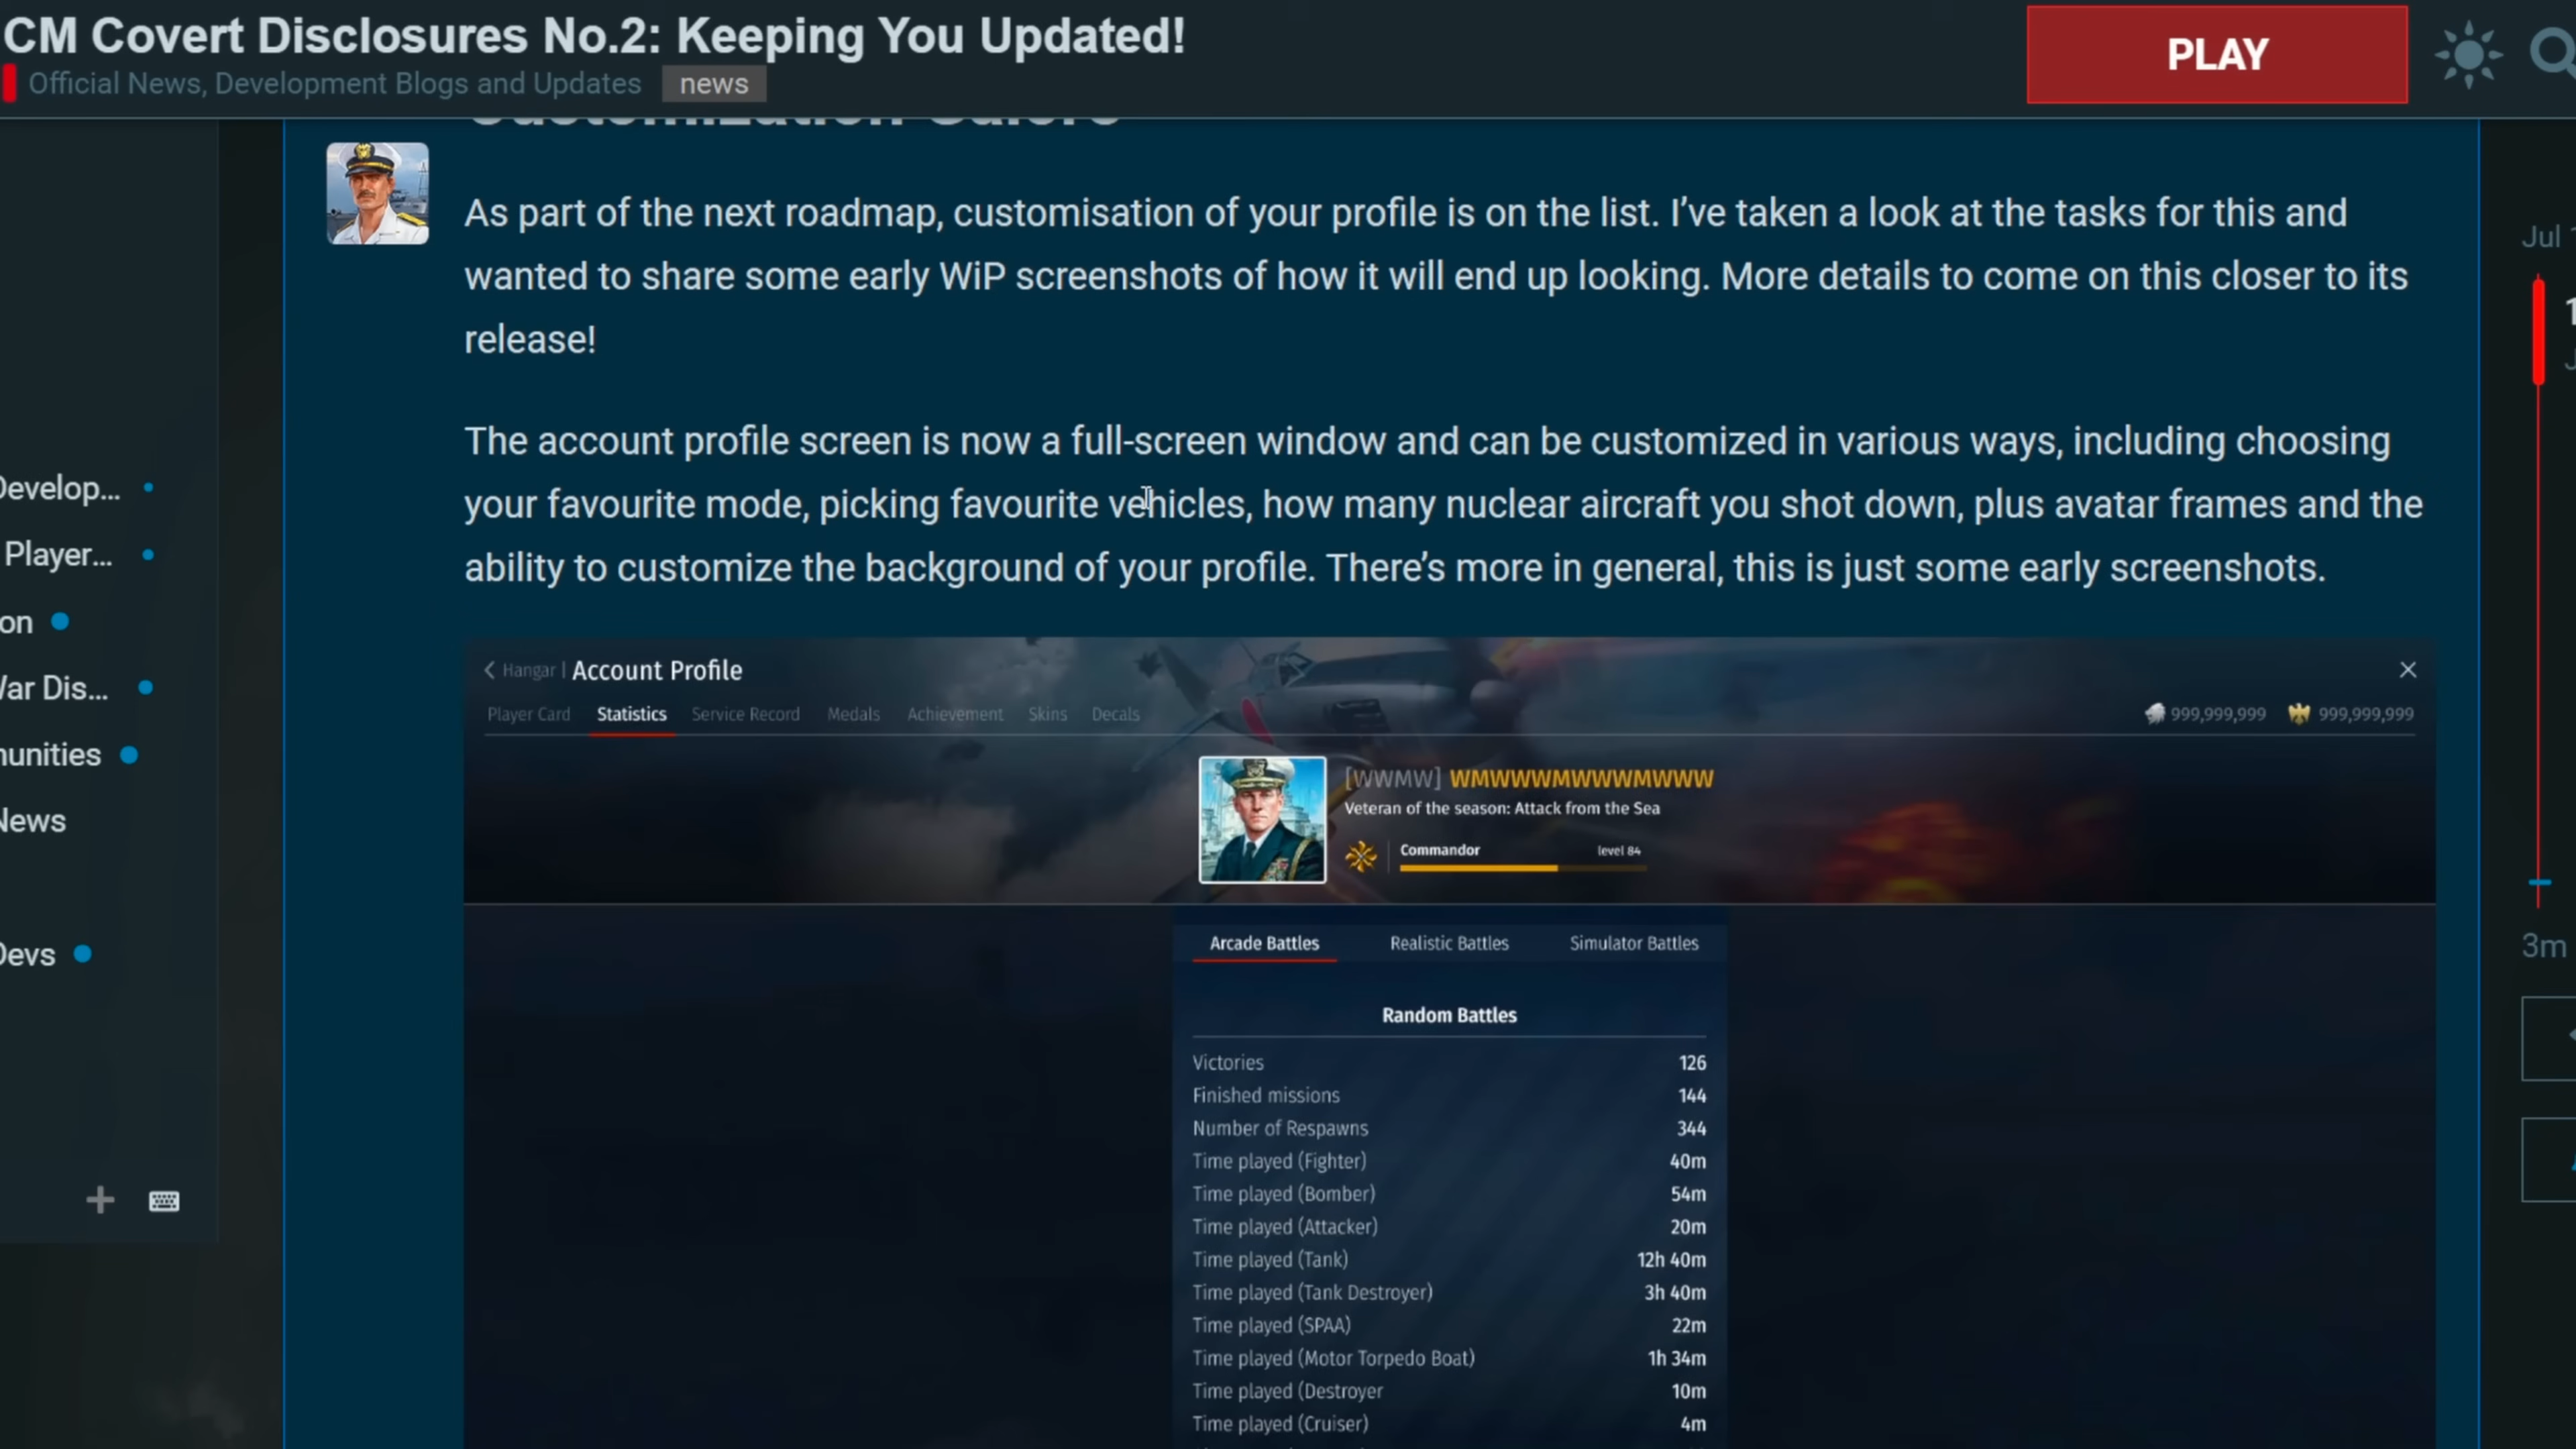 CM Covert Disclosures No.2: Keeping You Updated!
Official News, Development Blogs and Updates news
PLAY
As part of the next roadmap, customisation of your profile is on the list. I've taken a look at the tasks for this and
wanted to share some early WiP screenshots of how it will end up looking. More details to come on this closer to its
release!
The account profile screen is now a full-screen window and can be customized in various ways, including choosing
your favourite mode, picking favourite vehicles, how many nuclear aircraft you shot down, plus avatar frames and the
ability to customize the background of your profile. There's more in general, this is just some early screenshots.
Develop...
Player...
on
War Dis...
munities
News
Devs
Jul
3m
Hangar | Account Profile
Player Card Statistics Service Record Medals Achievement Skins Decals 999,999,999 999,999,999
[WWMW] WMWWWMWWWMWWW
Veteran of the season: Attack from the Sea
Commandor level 84
Arcade Battles Realistic Battles Simulator Battles
Random Battles
Victories 126
Finished missions 144
Number of Respawns 344
Time played (Fighter) 40m
Time played (Bomber) 54m
Time played (Attacker) 20m
Time played (Tank) 12h 40m
Time played (Tank Destroyer) 3h 40m
Time played (SPAA) 22m
Time played (Motor Torpedo Boat) 1h 34m
Time played (Destroyer 10m
Time played (Cruiser) 4m